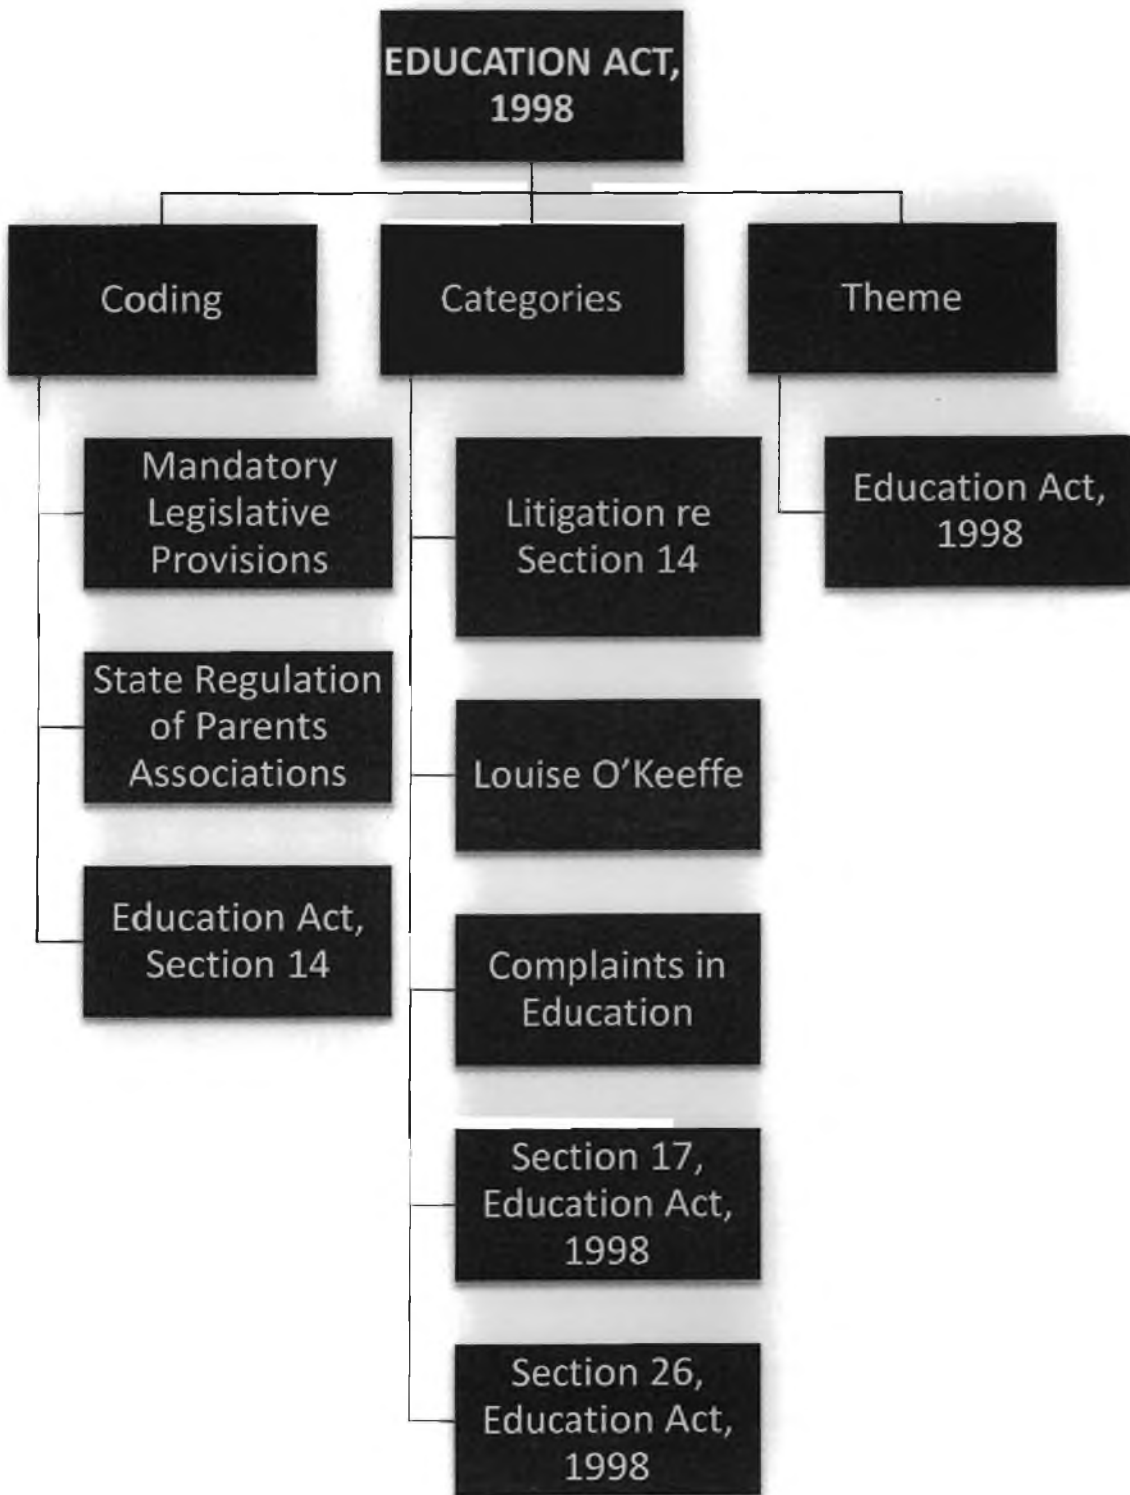 EDUCATION ACT,
1998
Coding
Categories
Theme
Mandatory
Legislative
Provisions
State Regulation
of Parents
Associations
Education Act,
Section 14
Litigation re
Section 14
Louise O'Keeffe
Complaints in
Education
Section 17,
Education Act,
1998
Section 26,
Education Act,
1998
Education Act,
1998